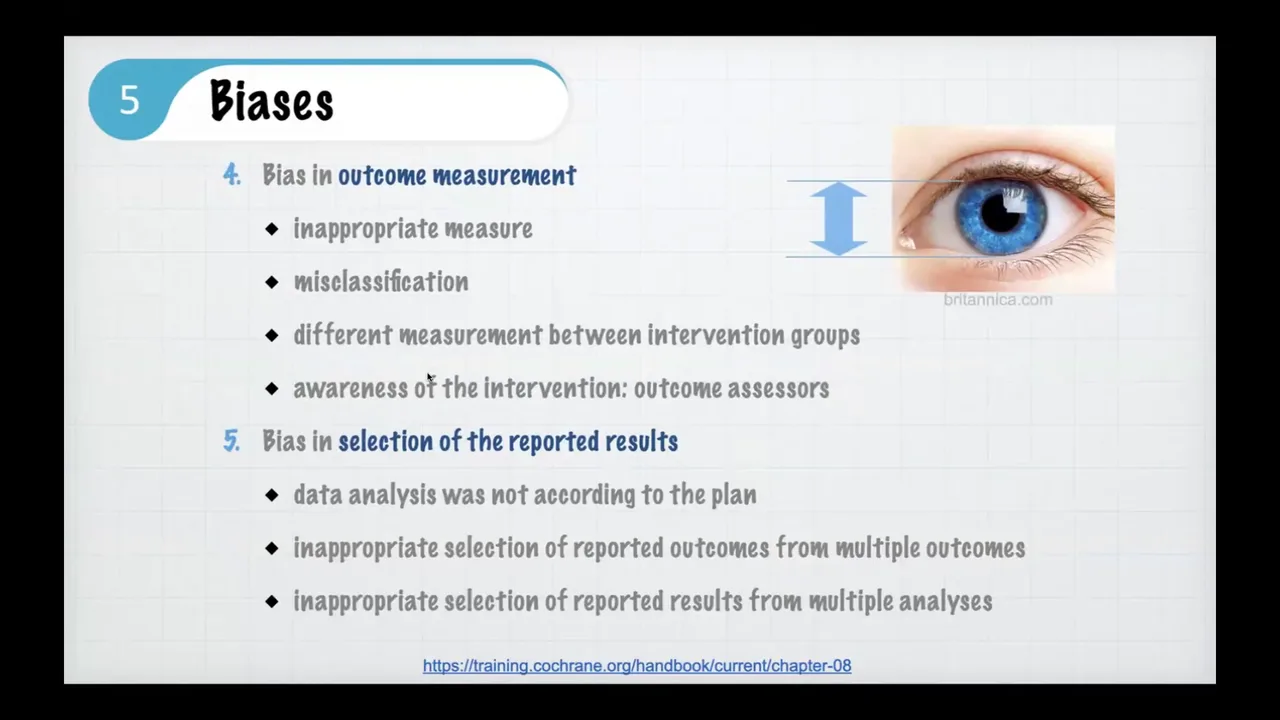 5 Biases
4. Bias in outcome measurement
◆ inappropriate measure
◆ misclassification
◆ different measurement between intervention groups
◆ awareness of the intervention: outcome assessors
britannica.com
5. Bias in selection of the reported results
◆ data analysis was not according to the plan
◆ inappropriate selection of reported outcomes from multiple outcomes
◆ inappropriate selection of reported results from multiple analyses
https://training.cochrane.org/handbook/current/chapter-08